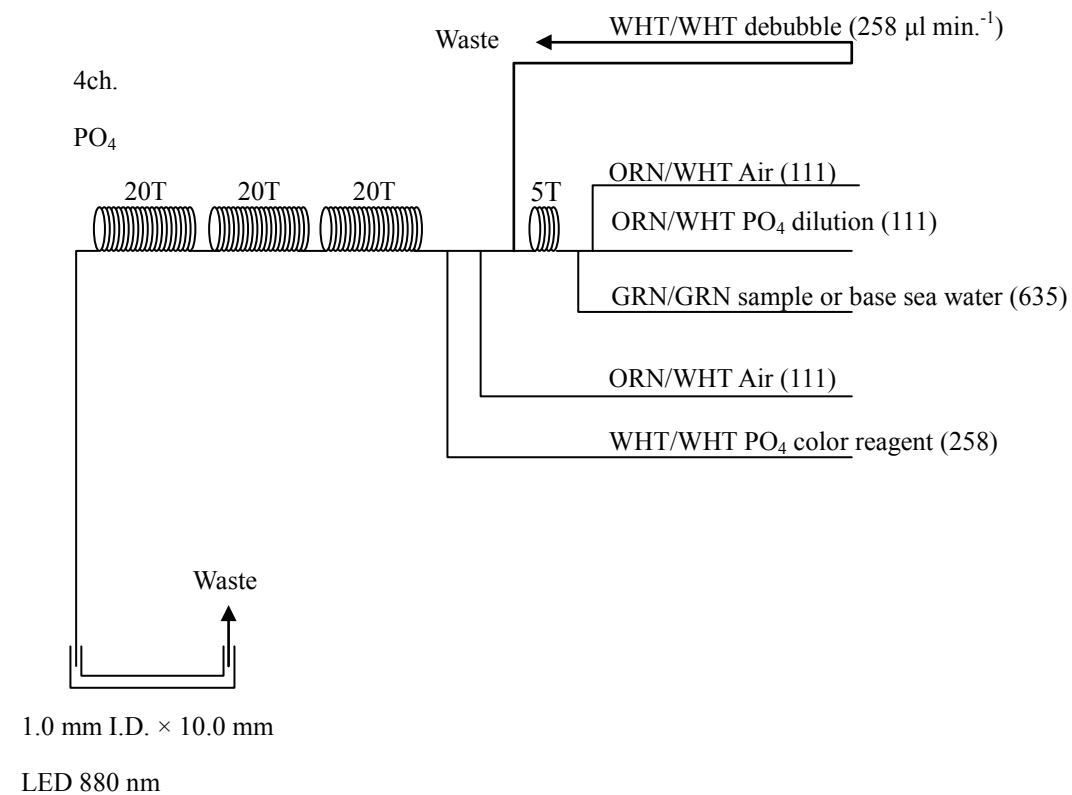 WHT/WHT debubble (258 μl min.⁻¹)
Waste
4ch.
PO₄
20T 20T 20T 5T
ORN/WHT Air (111)
ORN/WHT PO₄ dilution (111)
GRN/GRN sample or base sea water (635)
ORN/WHT Air (111)
WHT/WHT PO₄ color reagent (258)
Waste
1.0 mm I.D. × 10.0 mm
LED 880 nm